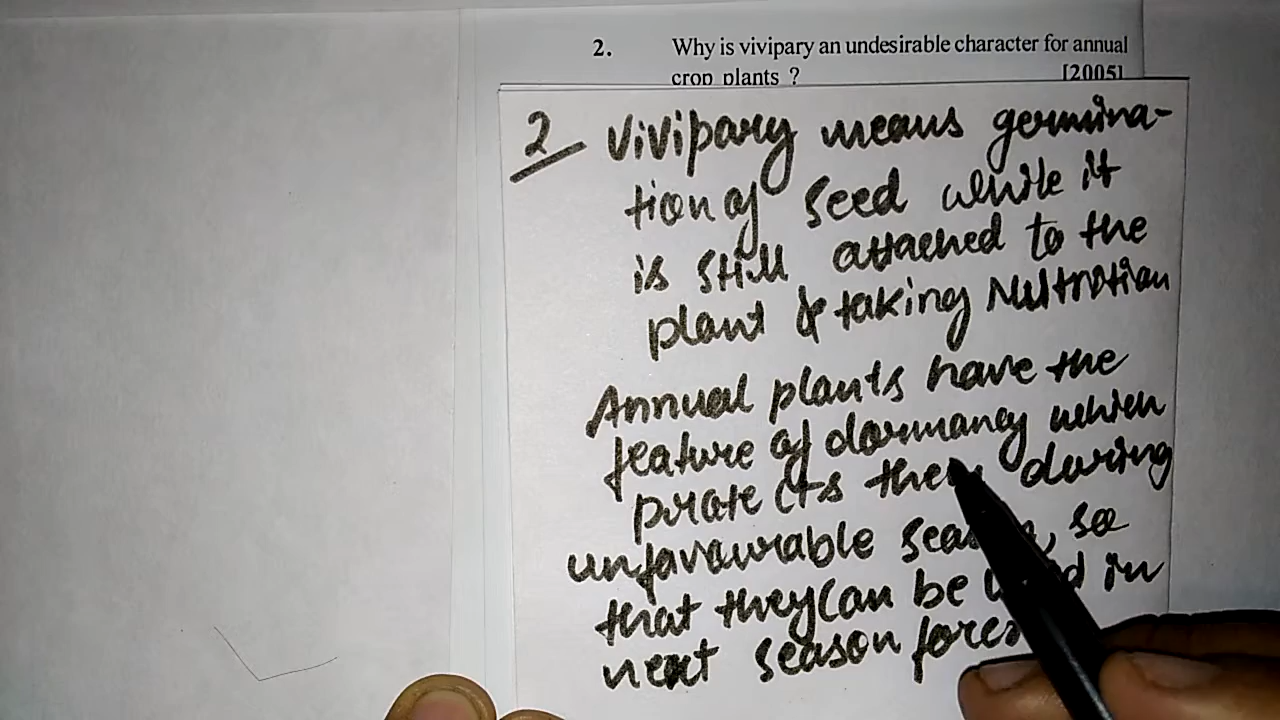 2. Why is vivipary an undesirable character for annual
crop plants ? [2005]
2 Vivipary means germina-
tion of seed while it
is still attached to the
plant & taking Nutrition
Annual plants have the
feature of dormancy which
protects them during
unfavourable season, so
that they can be in
next season